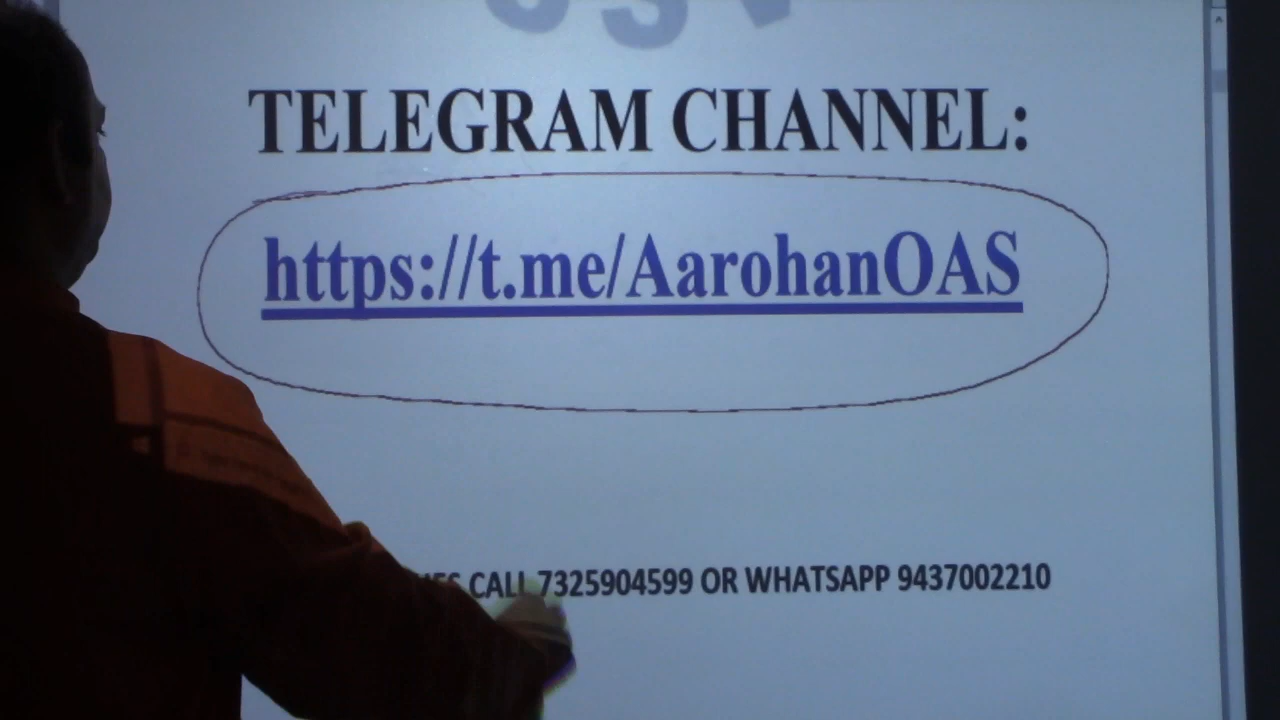 TELEGRAM CHANNEL:
https://t.me/AarohanOAS
CALL 7325904599 OR WHATSAPP 9437002210